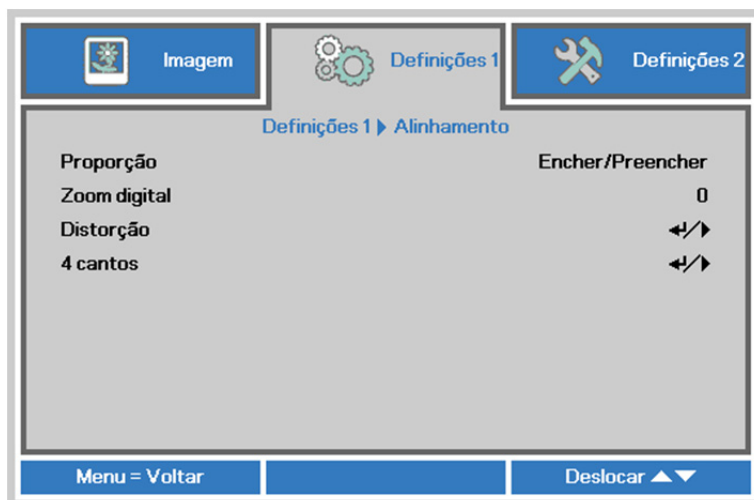 Imagem Definições 1 Definições 2
Definições 1 ▶ Alinhamento
Proporção Encher/Preencher
Zoom digital 0
Distorção ↵/▶
4 cantos ↵/▶
Menu = Voltar Deslocar ▲▼